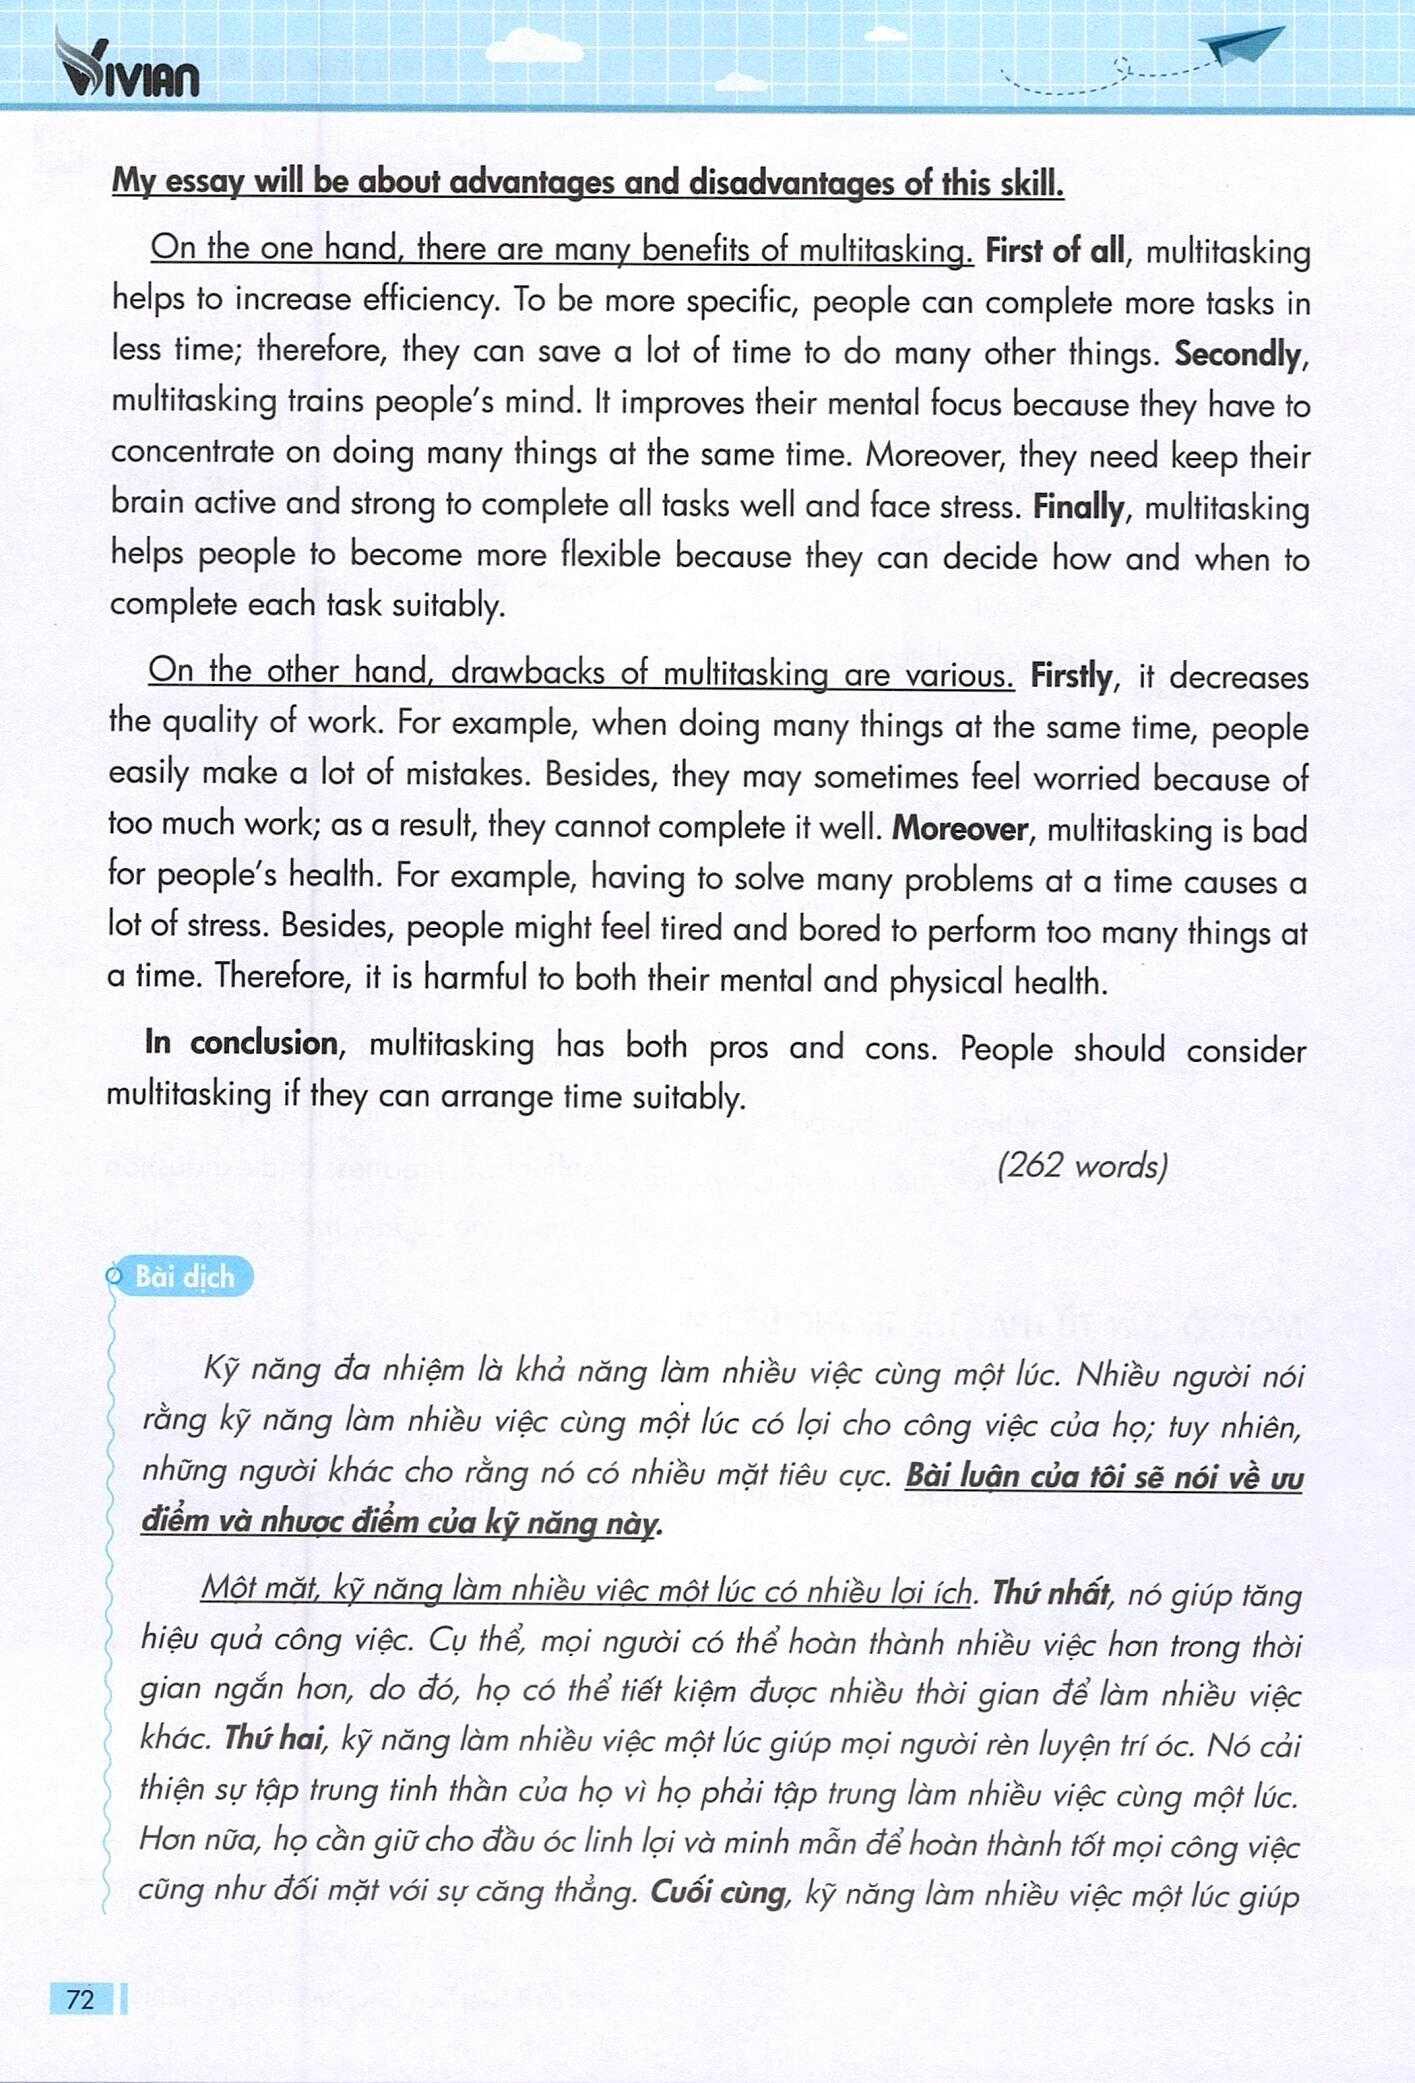 VIVIAN
My essay will be about advantages and disadvantages of this skill.
On the one hand, there are many benefits of multitasking. First of all, multitasking
helps to increase efficiency. To be more specific, people can complete more tasks in
less time; therefore, they can save a lot of time to do many other things. Secondly,
multitasking trains people's mind. It improves their mental focus because they have to
concentrate on doing many things at the same time. Moreover, they need keep their
brain active and strong to complete all tasks well and face stress. Finally, multitasking
helps people to become more flexible because they can decide how and when to
complete each task suitably.
On the other hand, drawbacks of multitasking are various. Firstly, it decreases
the quality of work. For example, when doing many things at the same time, people
easily make a lot of mistakes. Besides, they may sometimes feel worried because of
too much work; as a result, they cannot complete it well. Moreover, multitasking is bad
for people's health. For example, having to solve many problems at a time causes a
lot of stress. Besides, people might feel tired and bored to perform too many things at
a time. Therefore, it is harmful to both their mental and physical health.
In conclusion, multitasking has both pros and cons. People should consider
multitasking if they can arrange time suitably.
(262 words)
Bài dịch
Kỹ năng đa nhiệm là khả năng làm nhiều việc cùng một lúc. Nhiều người nói
rằng kỹ năng làm nhiều việc cùng một lúc có lợi cho công việc của họ; tuy nhiên,
những người khác cho rằng nó có nhiều mặt tiêu cực. Bài luận của tôi sẽ nói về ưu
điểm và nhược điểm của kỹ năng này.
Một mặt, kỹ năng làm nhiều việc một lúc có nhiều lợi ích. Thứ nhất, nó giúp tăng
hiệu quả công việc. Cụ thể, mọi người có thể hoàn thành nhiều việc hơn trong thời
gian ngắn hơn, do đó, họ có thể tiết kiệm được nhiều thời gian để làm nhiều việc
khác. Thứ hai, kỹ năng làm nhiều việc một lúc giúp mọi người rèn luyện trí óc. Nó cải
thiện sự tập trung tinh thần của họ vì họ phải tập trung làm nhiều việc cùng một lúc.
Hơn nữa, họ cần giữ cho đầu óc linh lợi và minh mẫn để hoàn thành tốt mọi công việc
cũng như đối mặt với sự căng thẳng. Cuối cùng, kỹ năng làm nhiều việc một lúc giúp
72